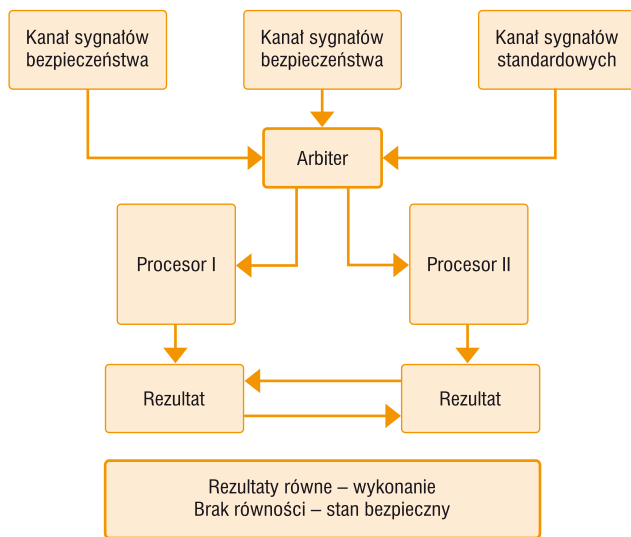 Kanał sygnałów
bezpieczeństwa
Kanał sygnałów
bezpieczeństwa
Kanał sygnałów
standardowych
Arbiter
Procesor I
Procesor II
Rezultat
Rezultat
Rezultaty równe – wykonanie
Brak równości – stan bezpieczny